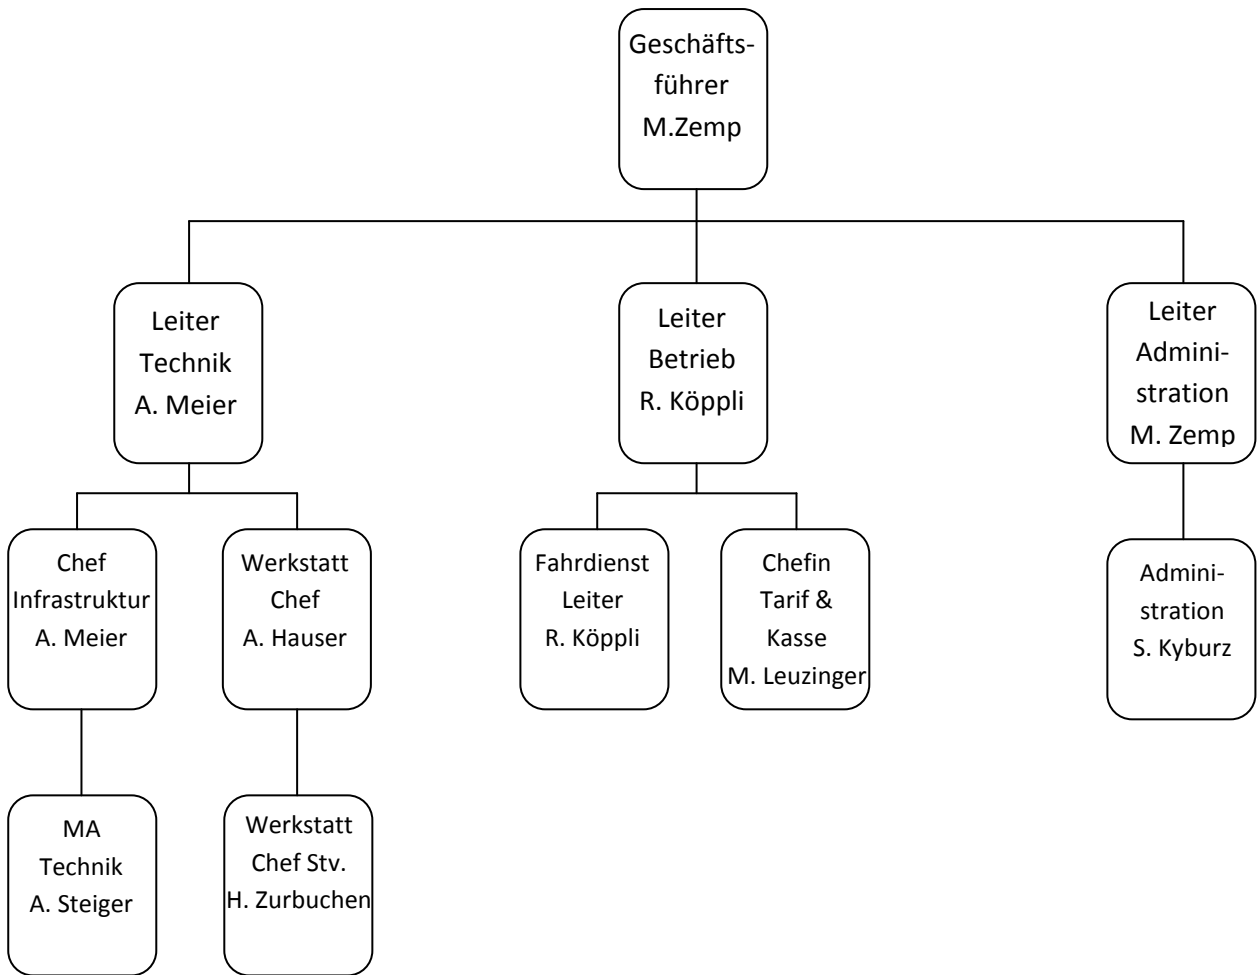 Geschäfts-
führer
M.Zemp
Leiter
Technik
A. Meier
Leiter
Betrieb
R. Köppli
Leiter
Admini-
stration
M. Zemp
Chef
Infrastruktur
A. Meier
Werkstatt
Chef
A. Hauser
Fahrdienst
Leiter
R. Köppli
Chefin
Tarif &
Kasse
M. Leuzinger
Admini-
stration
S. Kyburz
MA
Technik
A. Steiger
Werkstatt
Chef Stv.
H. Zurbuchen